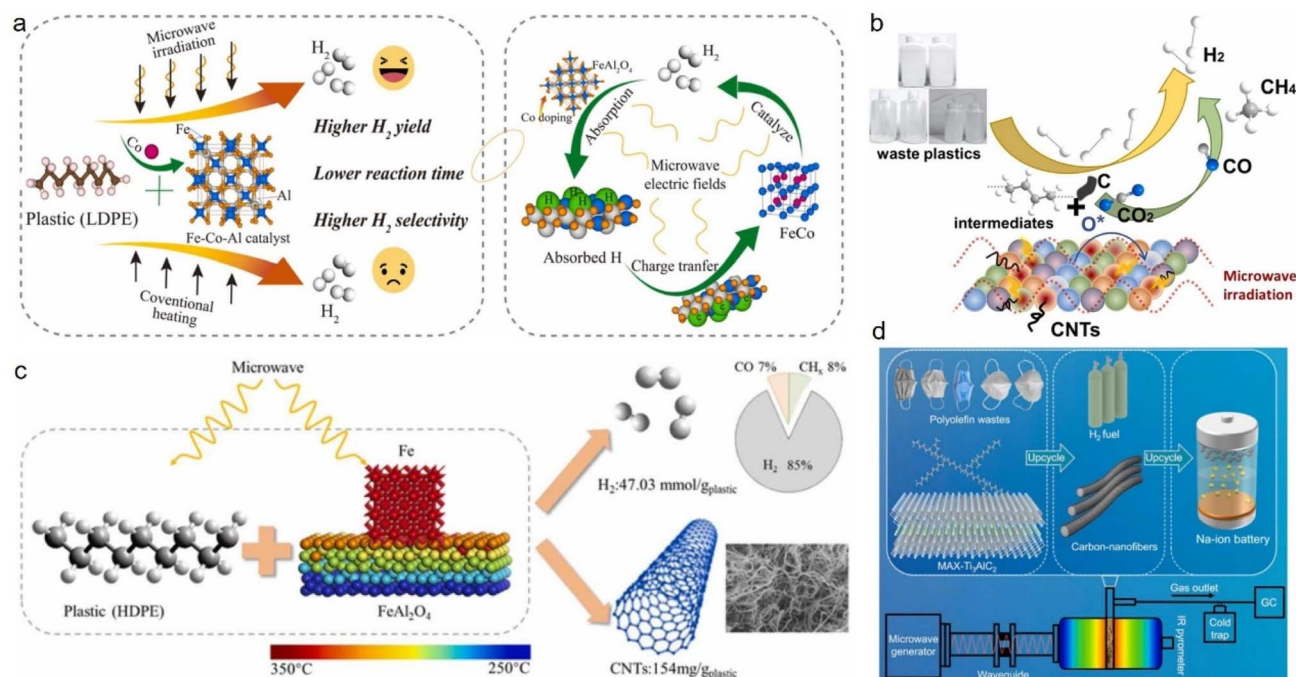 a
Microwave
irradiation
H₂
Fe
Co
Higher H₂ yield
Lower reaction time
Al
Plastic (LDPE)
Higher H₂ selectivity
Fe-Co-Al catalyst
Coventional
heating
H₂
FeAl₂O₄
H₂
Co doping
Absorption
Catalyze
Microwave
electric fields
H
H
H
H
H
Absorbed H
FeCo
Charge tranfer
C
C
C
b
H₂
CH₄
waste plastics
CO
C
+
CO₂
intermediates
O*
Microwave
irradiation
CNTs
c
Microwave
CO 7%
CHₓ 8%
Fe
H₂ 85%
H₂:47.03 mmol/gplastic
Plastic (HDPE)
FeAl₂O₄
350°C
250°C
CNTs:154mg/gplastic
d
Polyolefin wastes
H₂ fuel
Upcycle
Upcycle
Carbon-nanofibers
Na-ion battery
MAX-Ti₃AlC₂
Gas outlet
GC
Cold
trap
Microwave
generator
IR pyrometer
Waveguide